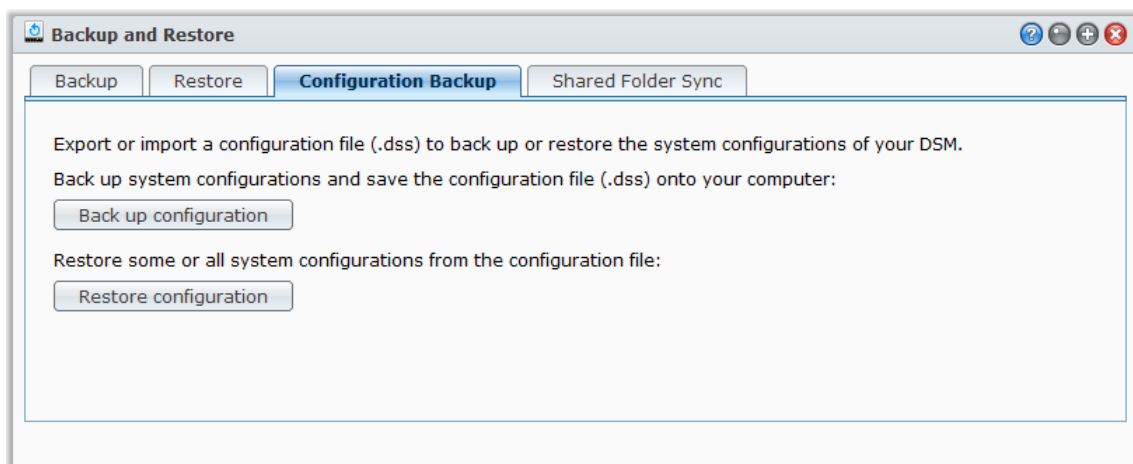 Backup and Restore
Backup Restore Configuration Backup Shared Folder Sync
Export or import a configuration file (.dss) to back up or restore the system configurations of your DSM.
Back up system configurations and save the configuration file (.dss) onto your computer:
Back up configuration
Restore some or all system configurations from the configuration file:
Restore configuration